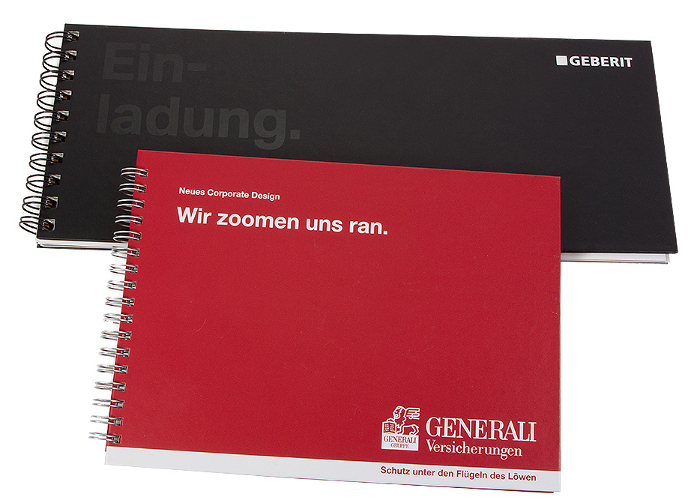 Ein-
ladung.
GEBERIT
Neues Corporate Design
Wir zoomen uns ran.
GENERALI
GRUPPE
GENERALI
Versicherungen
Schutz unter den Flügeln des Löwen